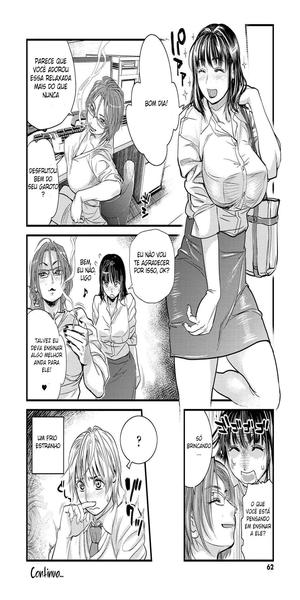 BOM DIA!
PARECE QUE
VOCÊ ADOROU
ESSA RELAXADA
MAIS DO QUE
NUNCA
DESFRUTOU
BEM DO
SEU GAROTO?
EU NÃO VOU
TE AGRADECER
POR ISSO, OK?
BEM,
EU NÃO
LIGO
TALVEZ EU
DEVA ENSINAR
ALGO MELHOR
AINDA PARA
ELE!
SÓ
BRINCANDO...
O QUE
VOCÊ ESTÁ
PENSANDO
EM ENSINAR
A ELE?
?
UM FRIO
ESTRANHO
62
Continua...